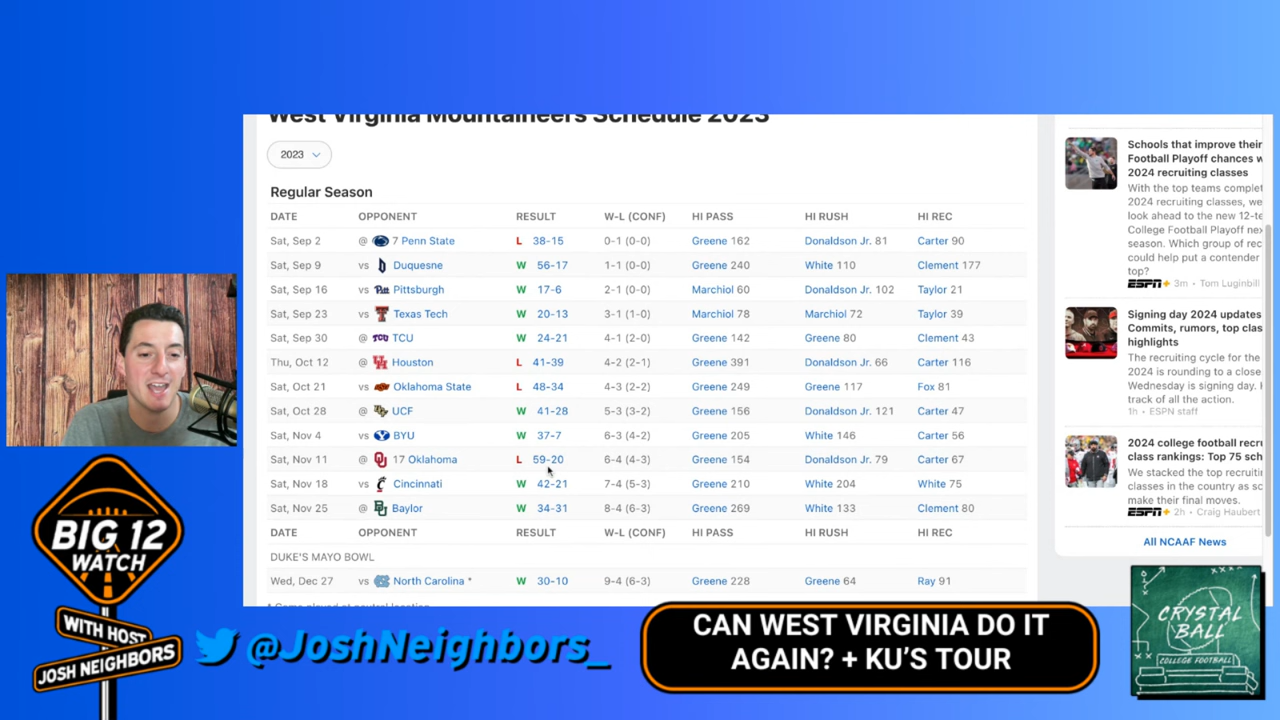 West Virginia Mountaineers Schedule 2023
2023
Regular Season
DATE OPPONENT RESULT W-L (CONF) HI PASS HI RUSH HI REC
Sat, Sep 2 @ 7 Penn State L 38-15 0-1 (0-0) Greene 162 Donaldson Jr. 81 Carter 90
Sat, Sep 9 vs Duquesne W 56-17 1-1 (0-0) Greene 240 White 110 Clement 177
Sat, Sep 16 vs Pitt Pittsburgh W 17-6 2-1 (0-0) Marchiol 60 Donaldson Jr. 102 Taylor 21
Sat, Sep 23 vs Texas Tech W 20-13 3-1 (1-0) Marchiol 78 Marchiol 72 Taylor 39
Sat, Sep 30 @ TCU TCU W 24-21 4-1 (2-0) Greene 142 Greene 80 Clement 43
Thu, Oct 12 @ Houston L 41-39 4-2 (2-1) Greene 391 Donaldson Jr. 66 Carter 116
Sat, Oct 21 vs Oklahoma State L 48-34 4-3 (2-2) Greene 249 Greene 117 Fox 81
Sat, Oct 28 @ UCF W 41-28 5-3 (3-2) Greene 156 Donaldson Jr. 121 Carter 47
Sat, Nov 4 vs BYU W 37-7 6-3 (4-2) Greene 205 White 146 Carter 56
Sat, Nov 11 @ 17 Oklahoma L 59-20 6-4 (4-3) Greene 154 Donaldson Jr. 79 Carter 67
Sat, Nov 18 vs Cincinnati W 42-21 7-4 (5-3) Greene 210 White 204 White 75
Sat, Nov 25 @ Baylor W 34-31 8-4 (6-3) Greene 269 White 133 Clement 80
DATE OPPONENT RESULT W-L (CONF) HI PASS HI RUSH HI REC
DUKE'S MAYO BOWL
Wed, Dec 27 vs North Carolina * W 30-10 9-4 (6-3) Greene 228 Greene 64 Ray 91
Schools that improve their
Football Playoff chances w
2024 recruiting classes
With the top teams complet
2024 recruiting classes, we
look ahead to the new 12-te
College Football Playoff nex
season. Which group of rec
could help put a contender
top?
ESPN+ 3m • Tom Luginbill
Signing day 2024 updates
Commits, rumors, top clas
highlights
The recruiting cycle for the
2024 is rounding to a close
Wednesday is signing day.
track of all the action.
1h • ESPN staff
2024 college football recru
class rankings: Top 75 sch
We stacked the top recruiti
classes in the country as sc
make their final moves.
ESPN+ 2h • Craig Haubert
All NCAAF News
BIG 12
WATCH
WITH HOST
JOSH NEIGHBORS
@JoshNeighbors_
CAN WEST VIRGINIA DO IT
AGAIN? + KU'S TOUR
CRYSTAL
BALL
COLLEGE FOOTBALL